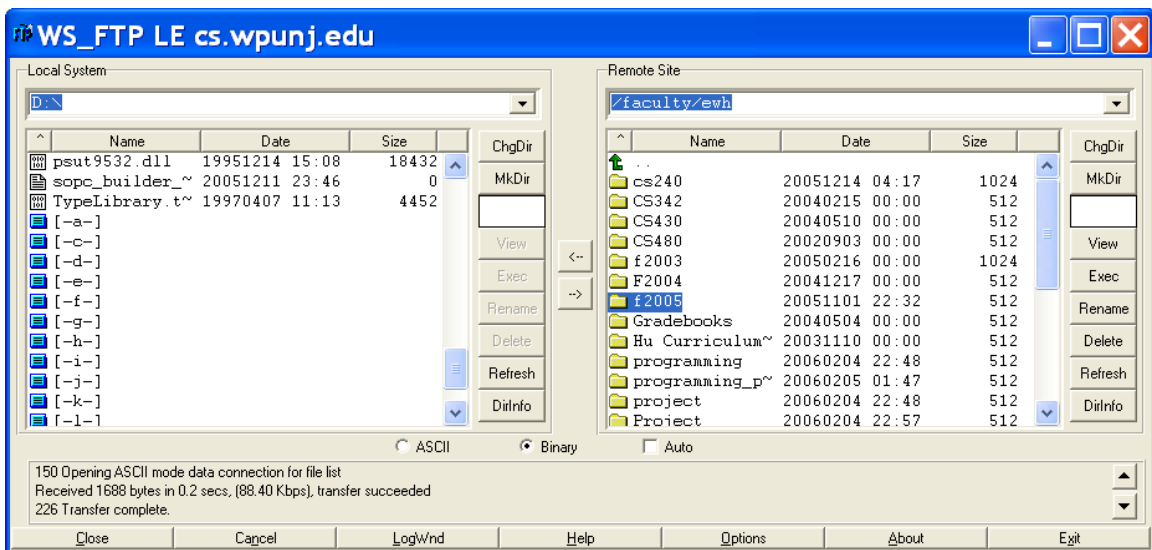 WS_FTP LE cs.wpunj.edu
Local System
D:\
^ Name Date Size
psut9532.dll 19951214 15:08 18432
sopc_builder_~ 20051211 23:46 0
TypeLibrary.t~ 19970407 11:13 4452
[-a-]
[-c-]
[-d-]
[-e-]
[-f-]
[-g-]
[-h-]
[-i-]
[-j-]
[-k-]
[-l-]
ChgDir
MkDir
View
Exec
Rename
Delete
Refresh
DirInfo
<--
-->
Remote Site
/faculty/ewh
^ Name Date Size
..
cs240 20051214 04:17 1024
CS342 20040215 00:00 512
CS430 20040510 00:00 512
CS480 20020903 00:00 512
f2003 20050216 00:00 1024
F2004 20041217 00:00 512
f2005 20051101 22:32 512
Gradebooks 20040504 00:00 512
Hu Curriculum~ 20031110 00:00 512
programming 20060204 22:48 512
programming_p~ 20060205 01:47 512
project 20060204 22:48 512
Project 20060204 22:57 512
ChgDir
MkDir
View
Exec
Rename
Delete
Refresh
DirInfo
ASCII Binary Auto
150 Opening ASCII mode data connection for file list
Received 1688 bytes in 0.2 secs, (88.40 Kbps), transfer succeeded
226 Transfer complete.
Close Cancel LogWnd Help Options About Exit